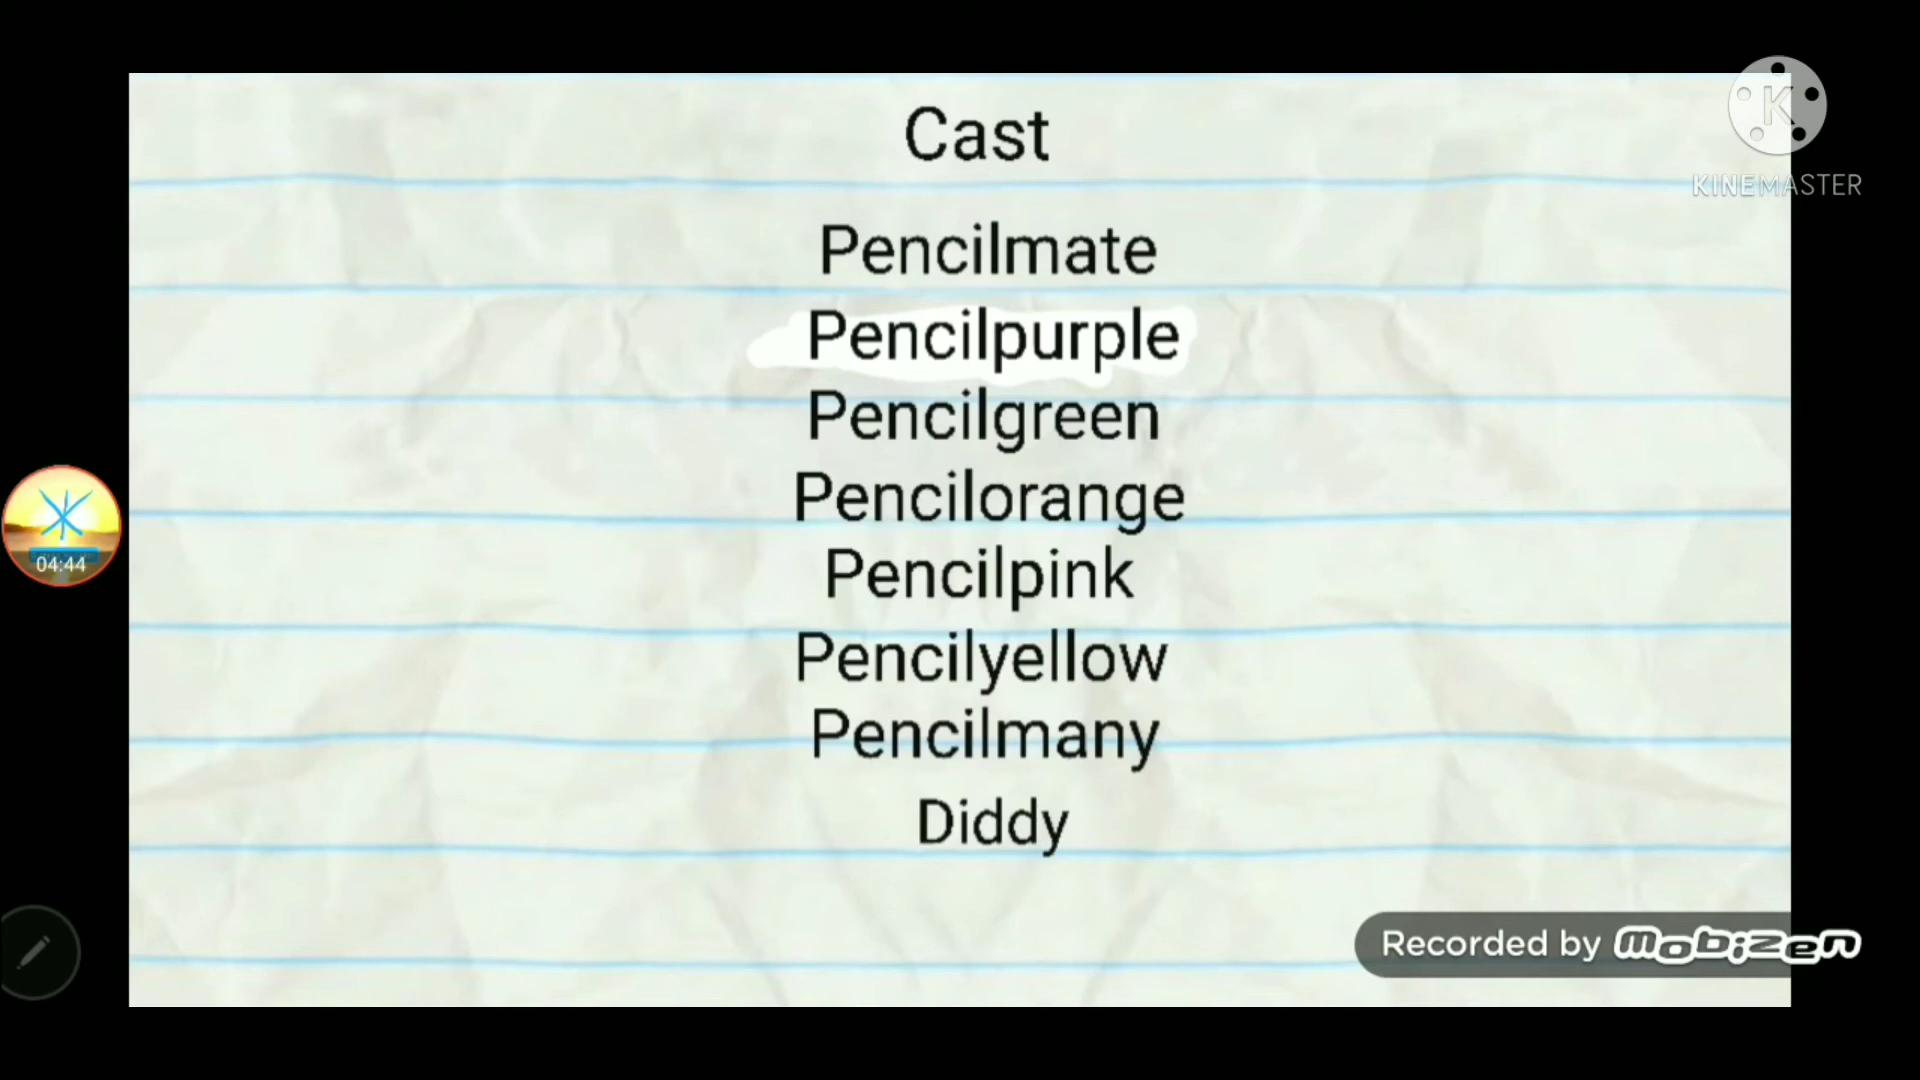 Cast
K
KINEMASTER
Pencilmate
Pencilpurple
Pencilgreen
Pencilorange
04:44
Pencilpink
Pencilyellow
Pencilmany
Diddy
Recorded by mobizen